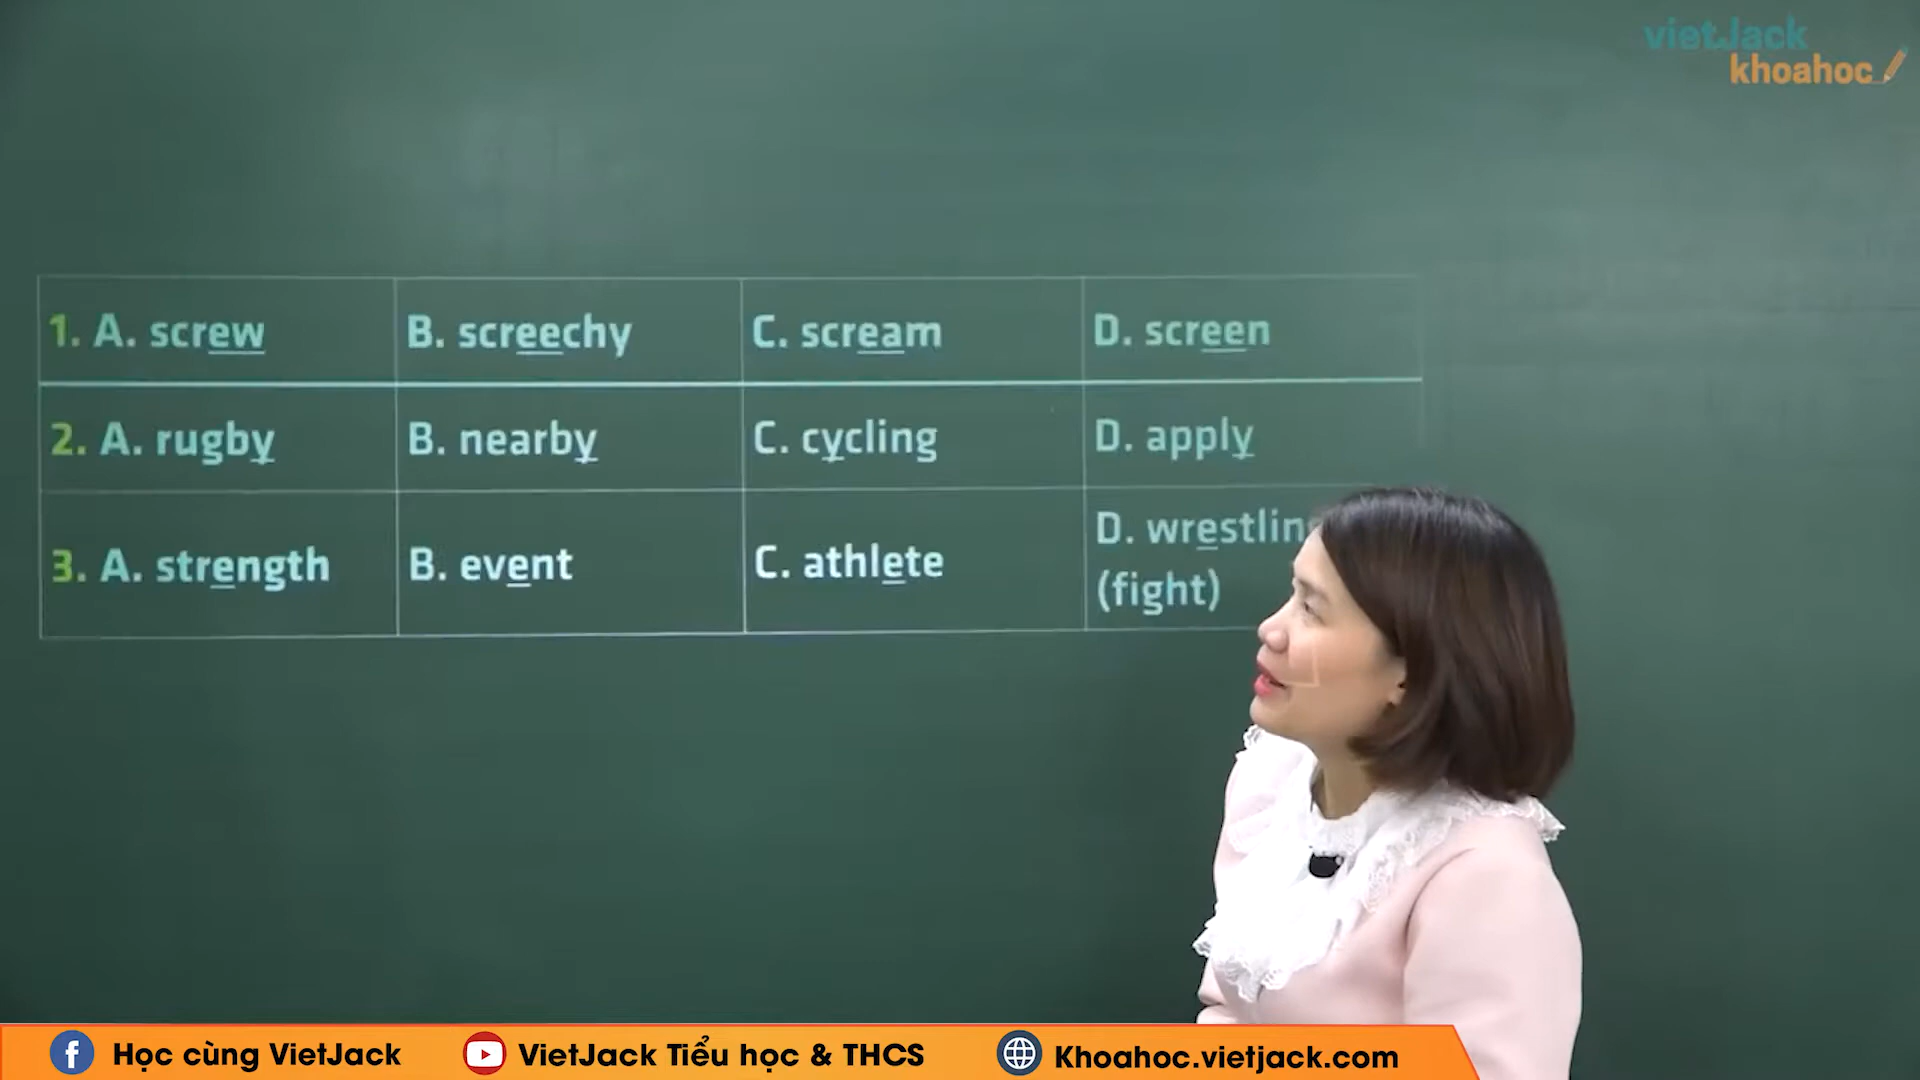 vietJack
khoahoc
1. A. screw B. screechy C. scream D. screen
2. A. rugby B. nearby C. cycling D. apply
3. A. strength B. event C. athlete D. wrestlin
(fight)
Học cùng VietJack VietJack Tiểu học & THCS Khoahoc.vietjack.com